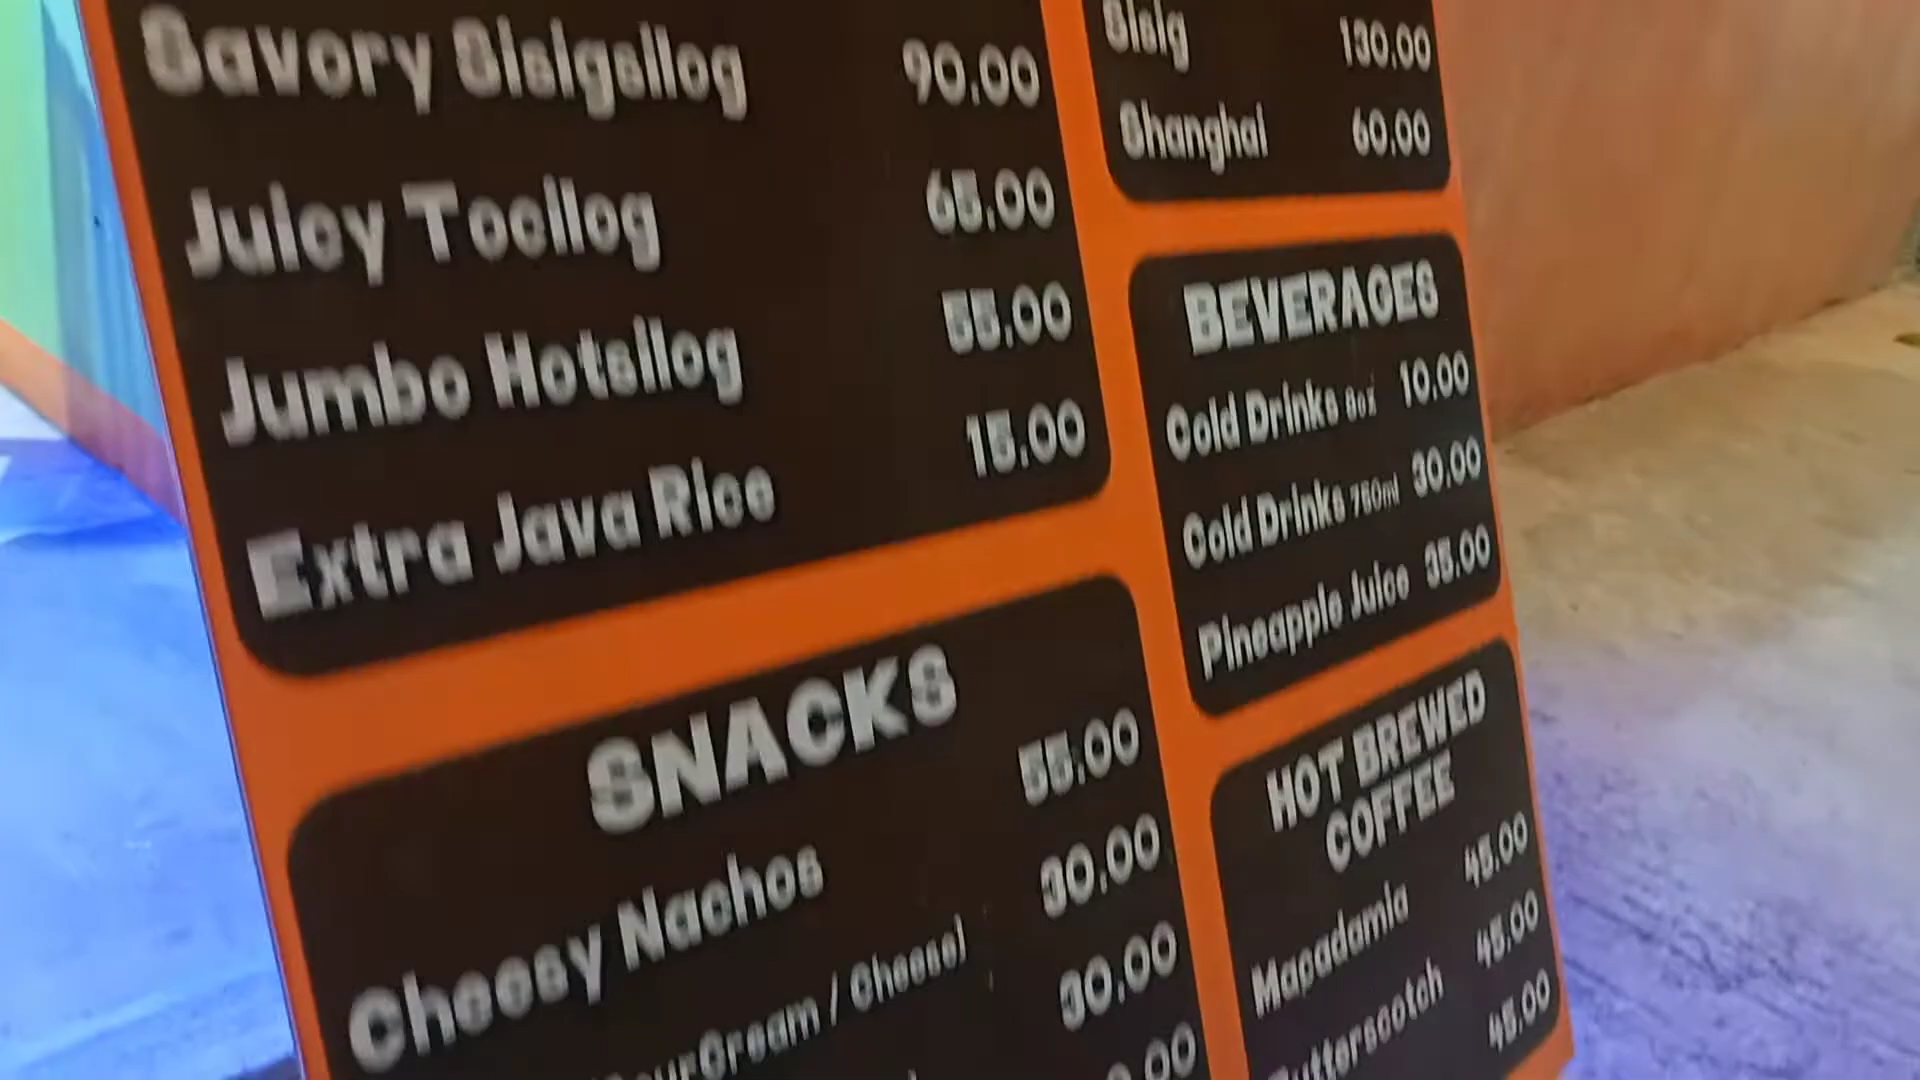 Savory Sisigsilog 90.00
Juicy Tocilog 65.00
Jumbo Hotsilog 55.00
Extra Java Rice 15.00
SNACKS
Cheesy Nachos 55.00
Cream / Cheese) 30.00
30.00
Sisig 130.00
Shanghai 60.00
BEVERAGES
Cold Drinks 8oz 10.00
Cold Drinks 750ml 30.00
Pineapple Juice 35.00
HOT BREWED
COFFEE
Macadamia 45.00
Butterscotch 45.00
45.00